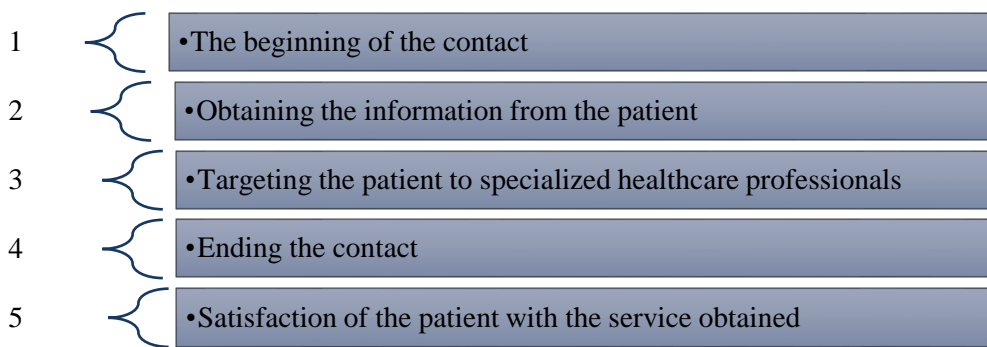 1 •The beginning of the contact
2 •Obtaining the information from the patient
3 •Targeting the patient to specialized healthcare professionals
4 •Ending the contact
5 •Satisfaction of the patient with the service obtained